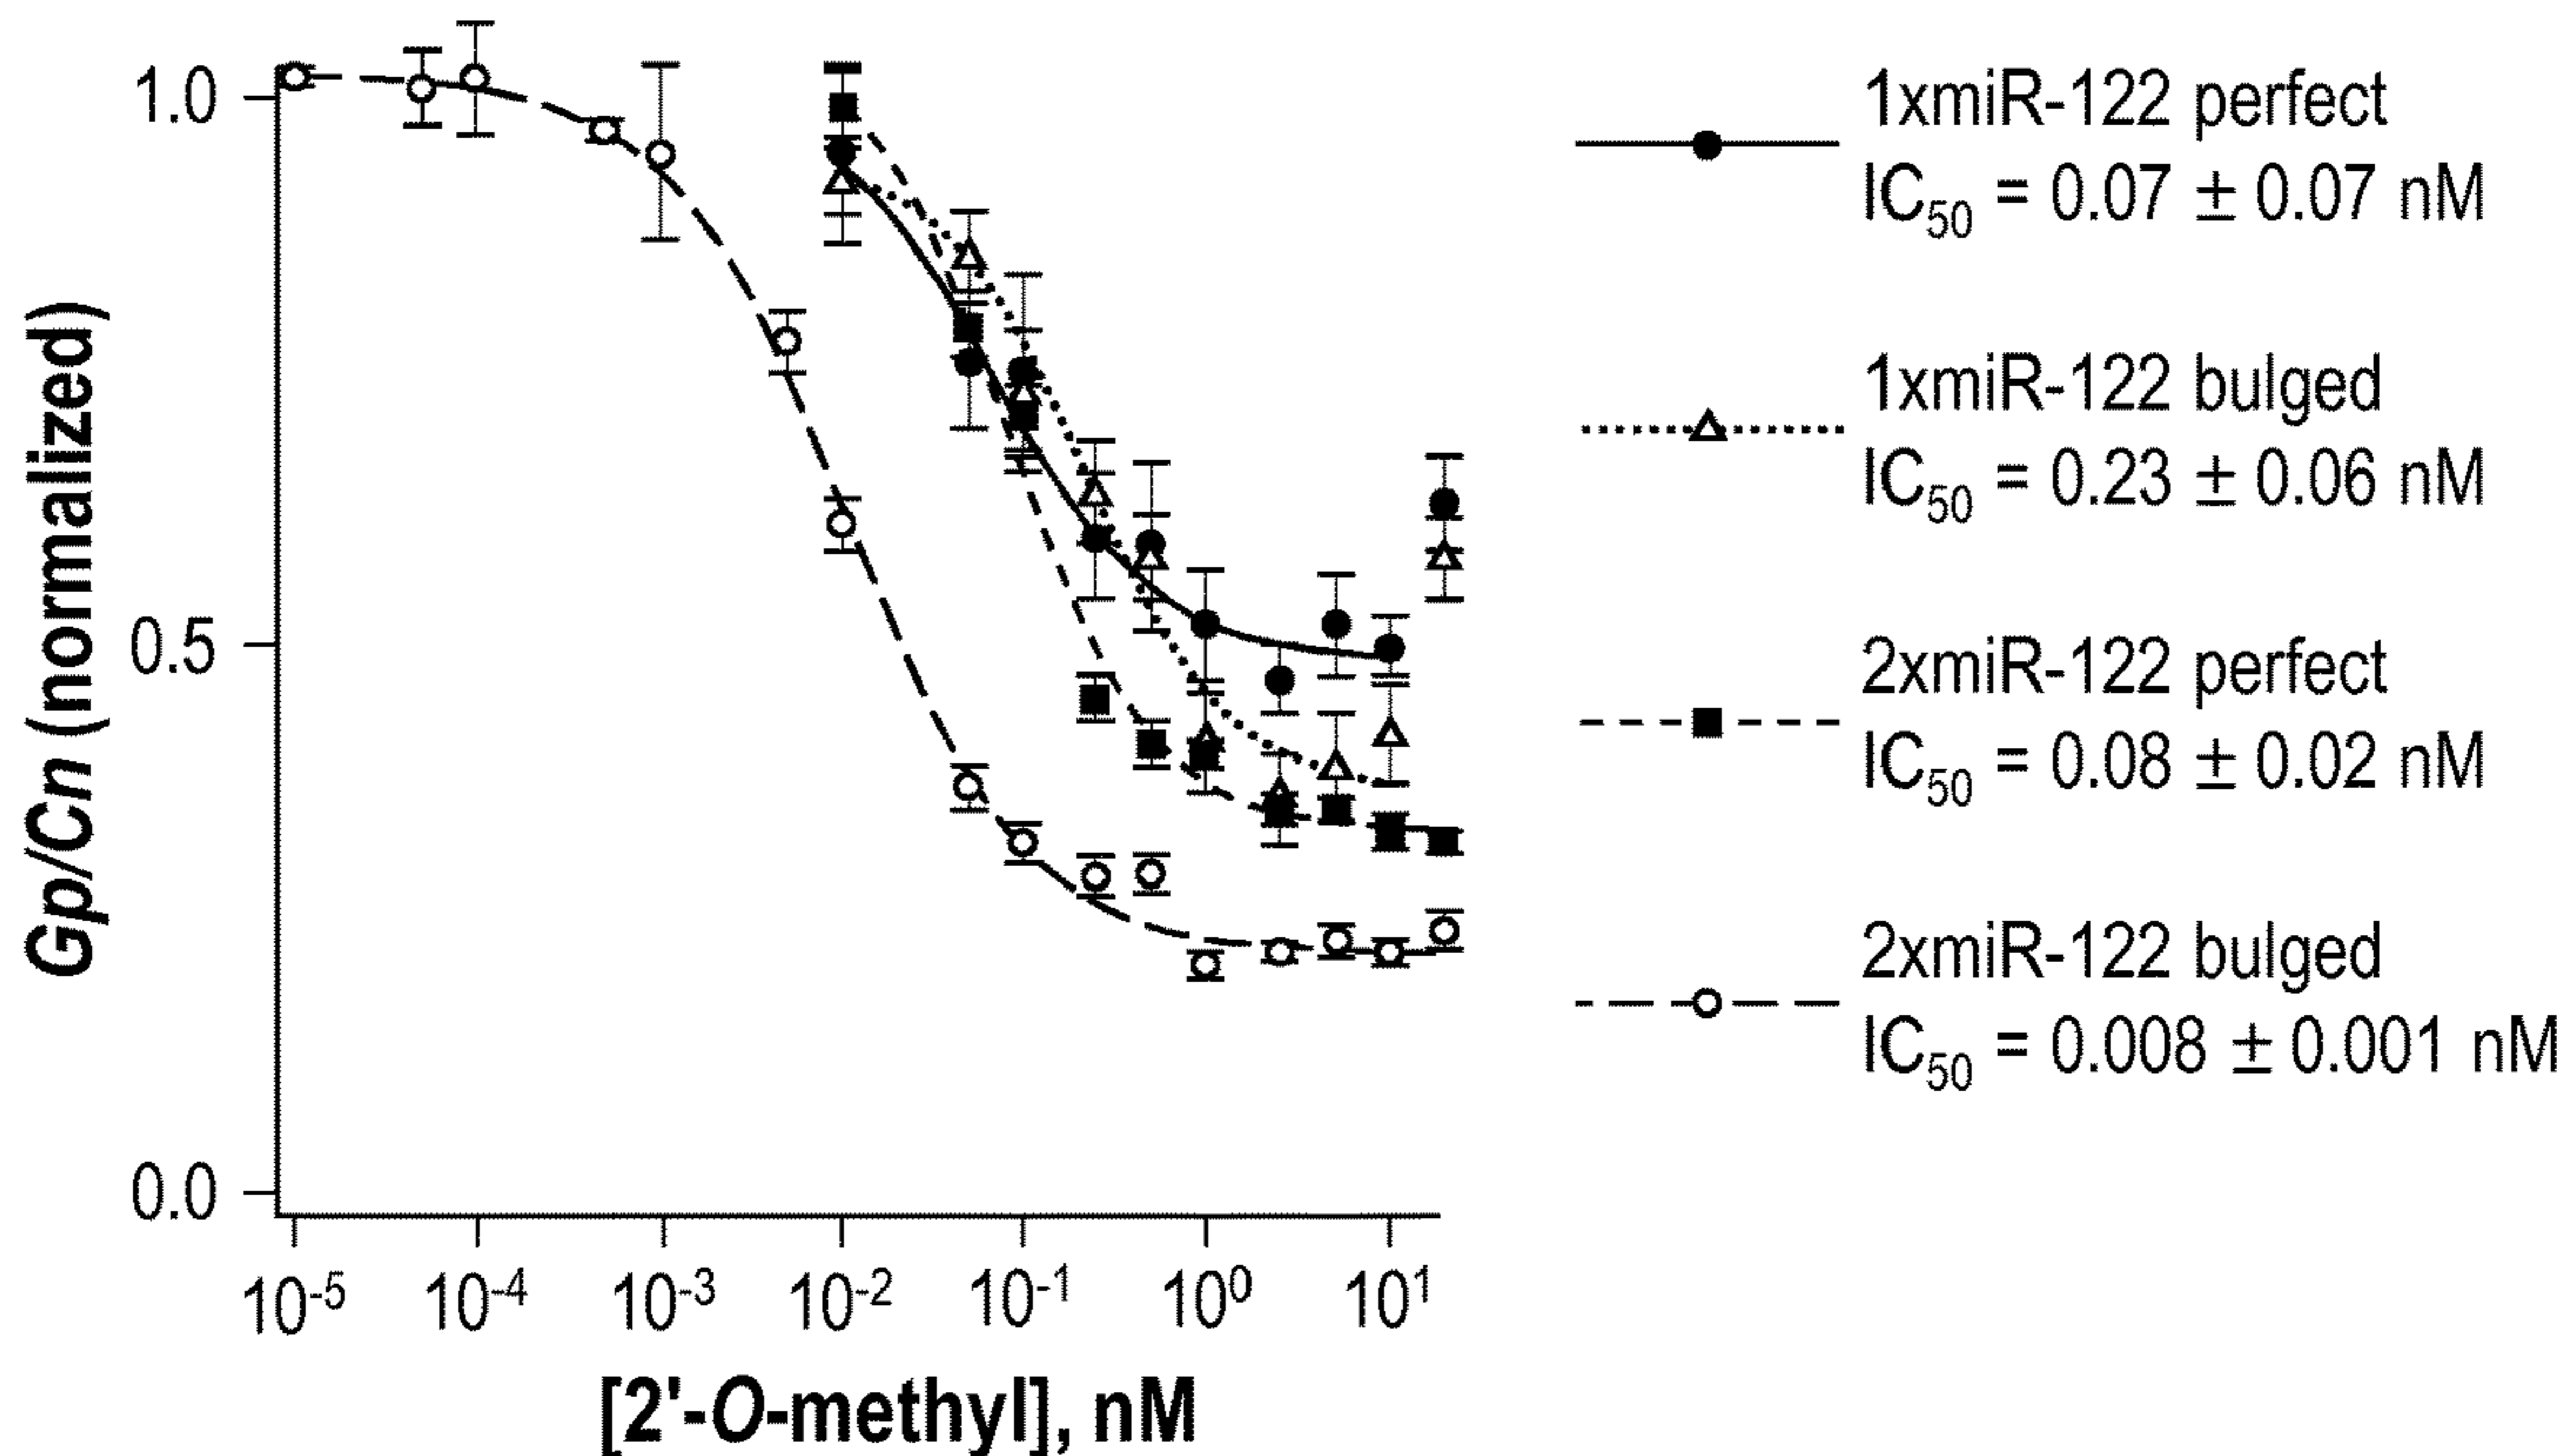 Gp/Cn (normalized)
1.0
0.5
0.0
10⁻⁵ 10⁻⁴ 10⁻³ 10⁻² 10⁻¹ 10⁰ 10¹
[2'-O-methyl], nM
1xmiR-122 perfect
IC₅₀ = 0.07 ± 0.07 nM
1xmiR-122 bulged
IC₅₀ = 0.23 ± 0.06 nM
2xmiR-122 perfect
IC₅₀ = 0.08 ± 0.02 nM
2xmiR-122 bulged
IC₅₀ = 0.008 ± 0.001 nM